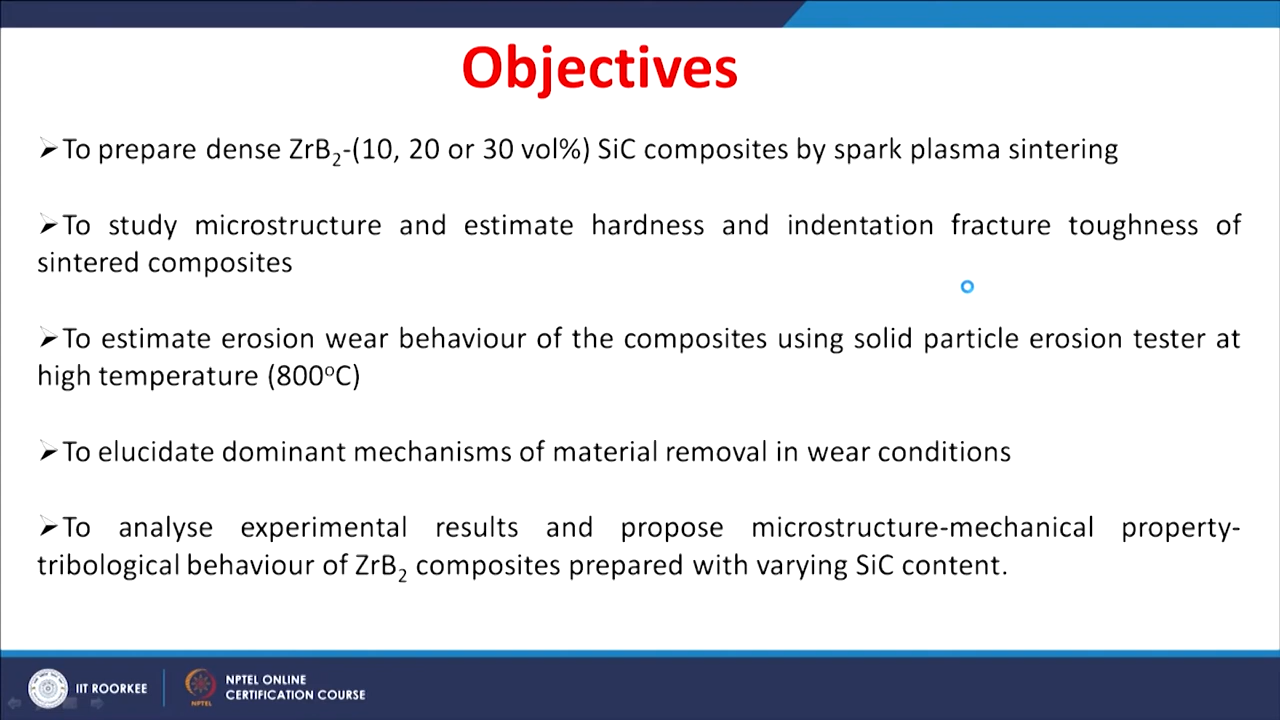 Objectives
➢To prepare dense ZrB₂-(10, 20 or 30 vol%) SiC composites by spark plasma sintering
➢To study microstructure and estimate hardness and indentation fracture toughness of
sintered composites
➢To estimate erosion wear behaviour of the composites using solid particle erosion tester at
high temperature (800ᵒC)
➢To elucidate dominant mechanisms of material removal in wear conditions
➢To analyse experimental results and propose microstructure-mechanical property-
tribological behaviour of ZrB₂ composites prepared with varying SiC content.
IIT ROORKEE
NPTEL
NPTEL ONLINE
CERTIFICATION COURSE